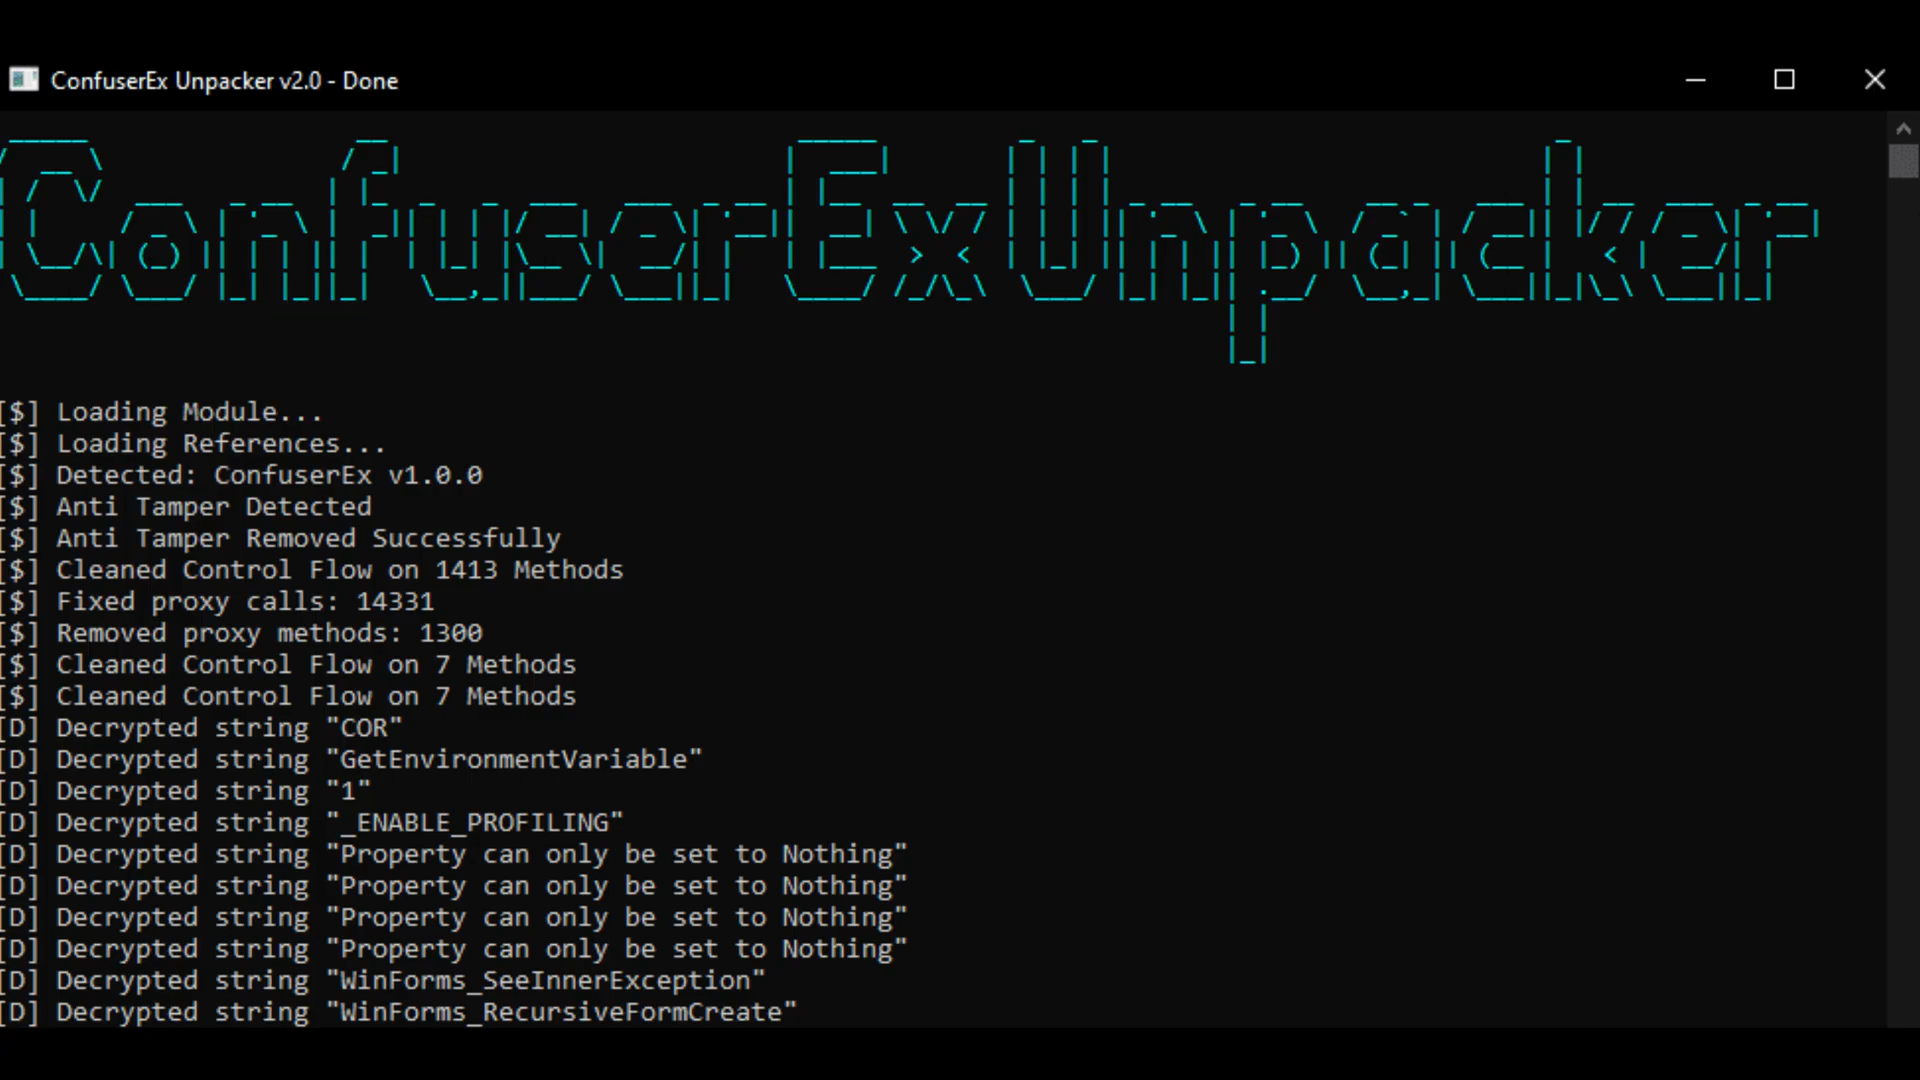 ConfuserEx Unpacker v2.0 - Done
ConfuserExUnpacker
[$] Loading Module...
[$] Loading References...
[$] Detected: ConfuserEx v1.0.0
[$] Anti Tamper Detected
[$] Anti Tamper Removed Successfully
[$] Cleaned Control Flow on 1413 Methods
[$] Fixed proxy calls: 14331
[$] Removed proxy methods: 1300
[$] Cleaned Control Flow on 7 Methods
[$] Cleaned Control Flow on 7 Methods
[D] Decrypted string "COR"
[D] Decrypted string "GetEnvironmentVariable"
[D] Decrypted string "1"
[D] Decrypted string "_ENABLE_PROFILING"
[D] Decrypted string "Property can only be set to Nothing"
[D] Decrypted string "Property can only be set to Nothing"
[D] Decrypted string "Property can only be set to Nothing"
[D] Decrypted string "Property can only be set to Nothing"
[D] Decrypted string "WinForms_SeeInnerException"
[D] Decrypted string "WinForms_RecursiveFormCreate"